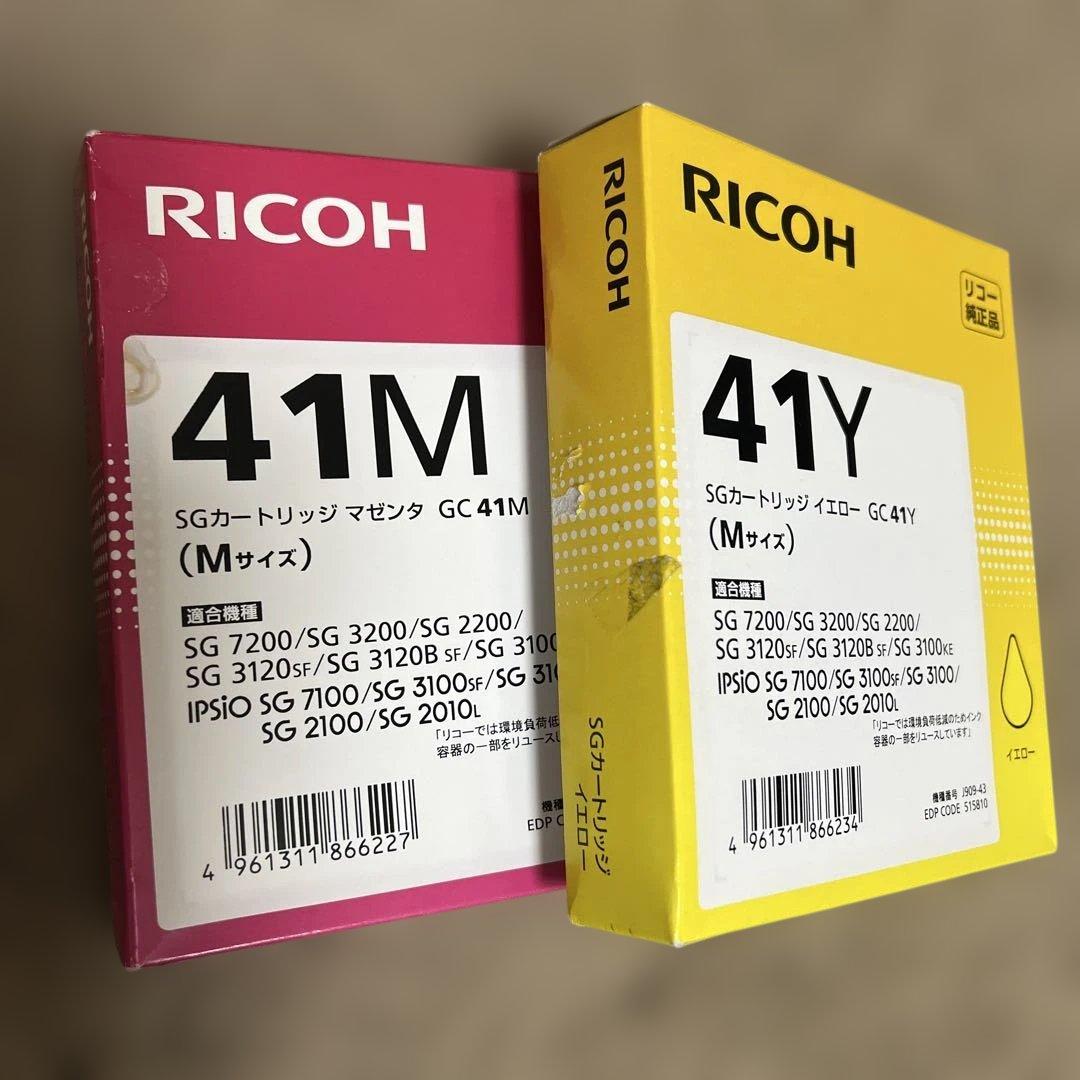 RICOH
RICOH
41M
SGカートリッジ マゼンタ GC 41M
(Mサイズ)
適合機種
SG 7200/SG 3200/SG 2200/
SG 3120SF/SG 3120B SF/SG 3100
IPSiO SG 7100/SG 3100SF/SG 310
SG 2100/SG 2010L
「リコーでは環境負荷低
容器の一部をリユースし
機種
EDP C
4 961311 866227
RICOH
SGカートリッジ
イエロー
RICOH
リコー
純正品
41Y
SGカートリッジ イエロー GC 41Y
(Mサイズ)
適合機種
SG 7200/SG 3200/SG 2200/
SG 3120SF/SG 3120B SF/SG 3100KE
IPSiO SG 7100/SG 3100SF/SG 3100/
SG 2100/SG 2010L
「リコーでは環境負荷低減のためインク
容器の一部をリユースしています」
イエロー
機種番号 J909-43
EDP CODE 515810
4 961311 866234